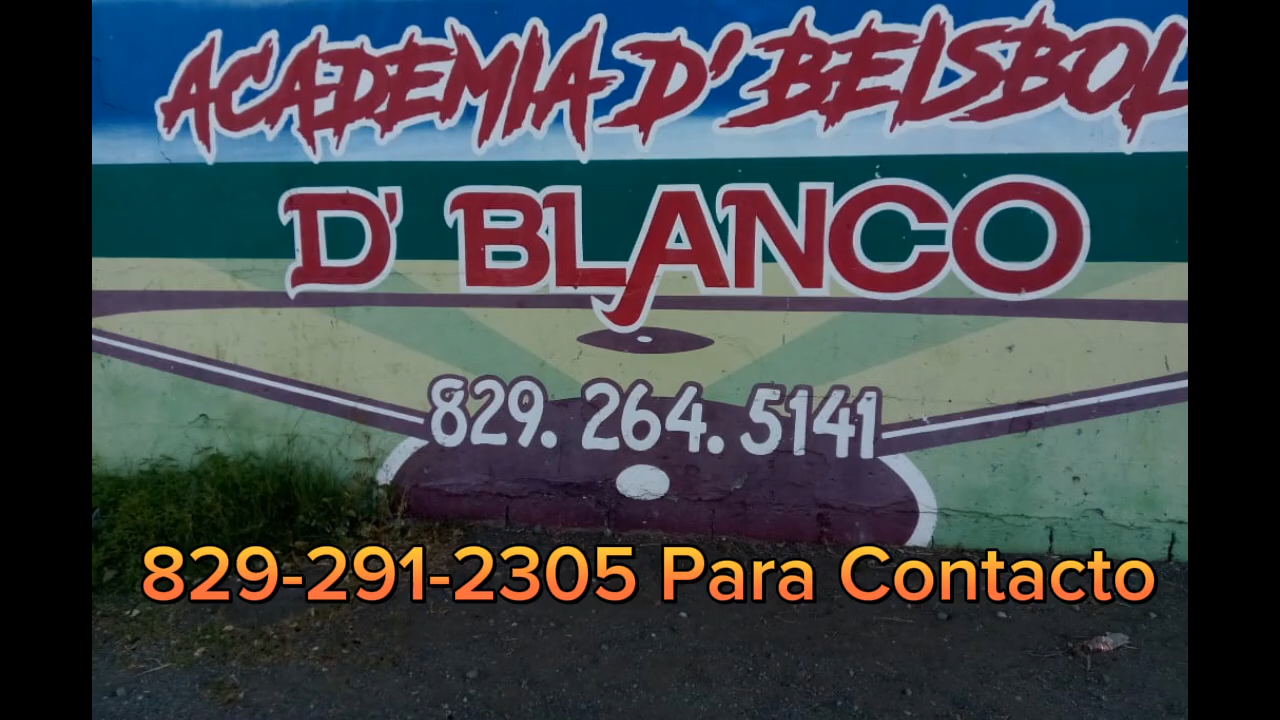 ACADEMIA D' BEISBOL
D' BLANCO
829. 264. 5141
829-291-2305 Para Contacto